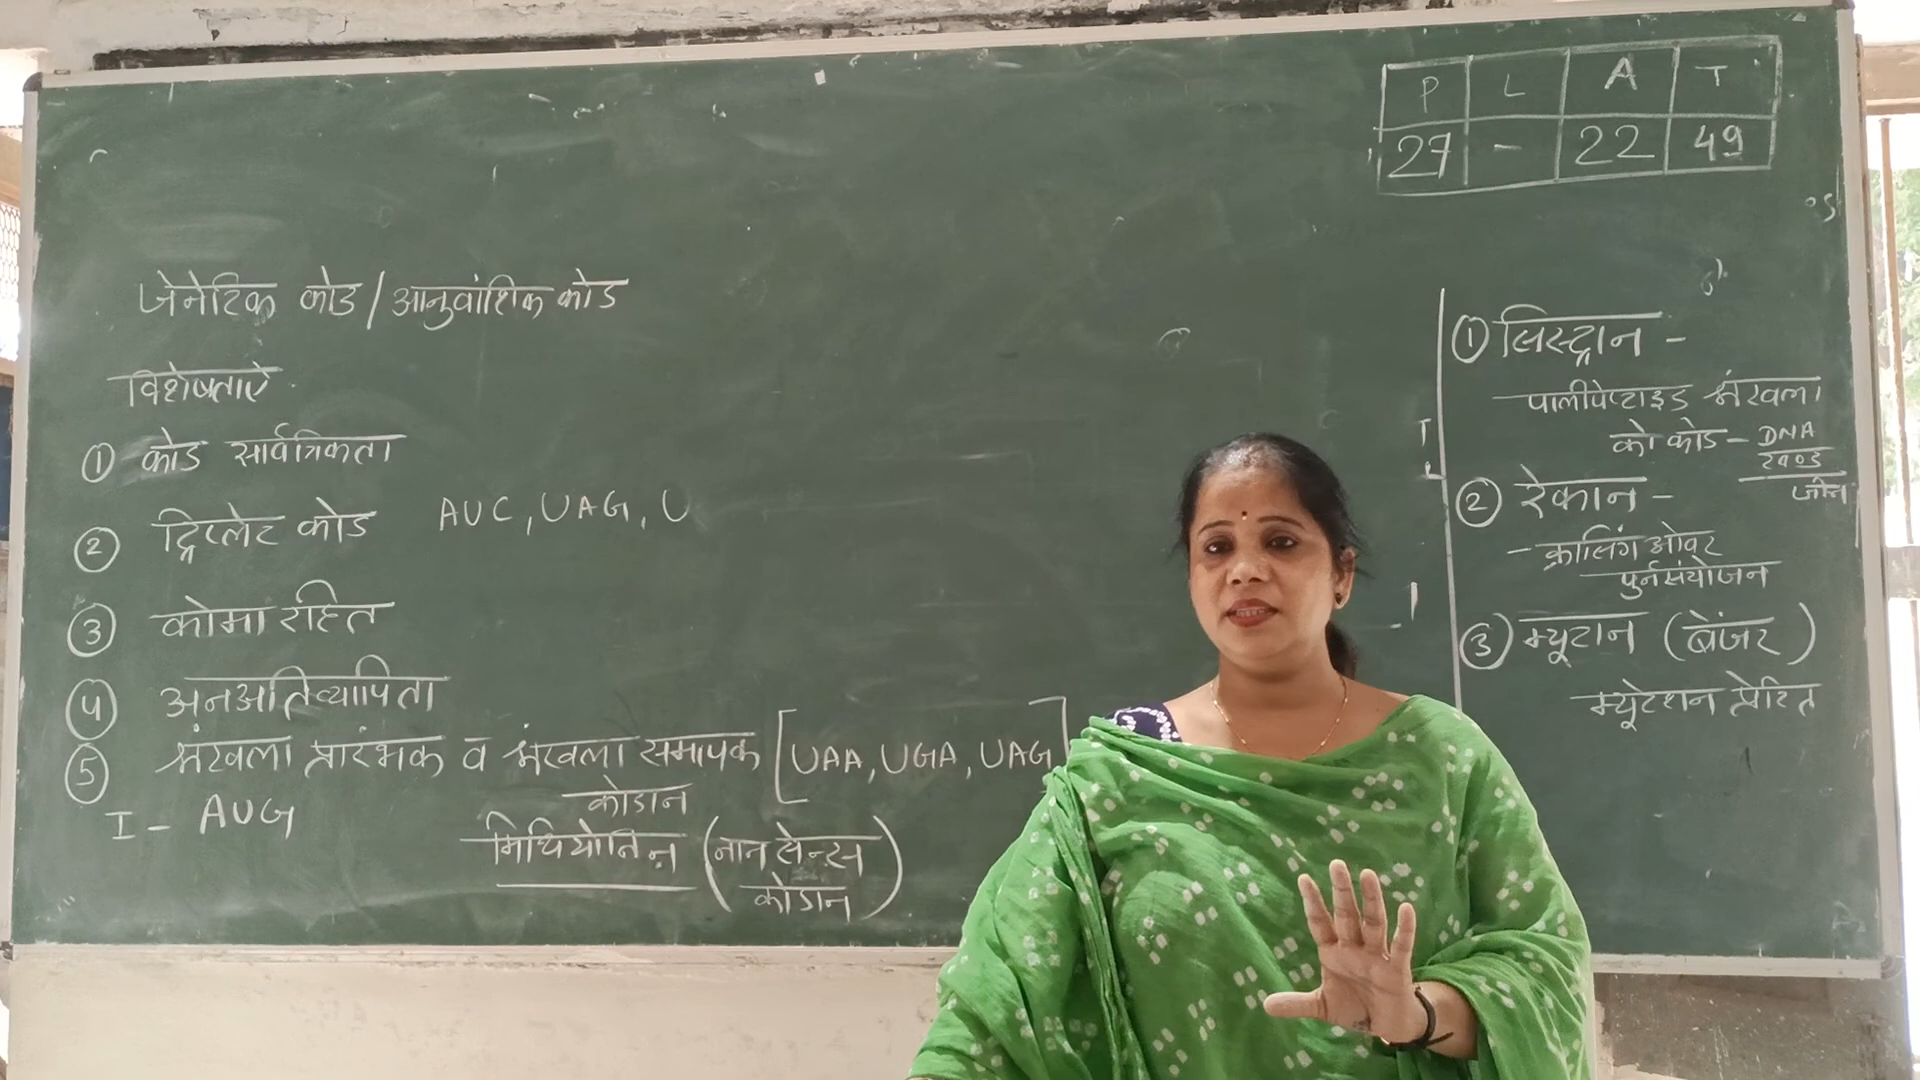 P L A T
27 - 22 49
जेनेटिक कोड / आनुवांशिक कोड
विशेषताऐ
① कोड सार्वत्रिकता
② ट्रिप्लेट कोड AUC, UAG, U
③ कोमा रहित
④ अनअतिव्यापिता
⑤ श्रंखला प्रारंभक व श्रंखला समापक [UAA, UGA, UAG]
कोडान
I - AUG
मिथियोनिन (नान सेन्स
कोडान)
① सिस्ट्रान -
पालीपेप्टाइड श्रंखला
को कोड - DNA
खण्ड
जीन
② रेकान -
- क्रासिंग ओवर
पुर्नसंयोजन
③ म्यूटान (बेंजर)
म्यूटेशन प्रेरित